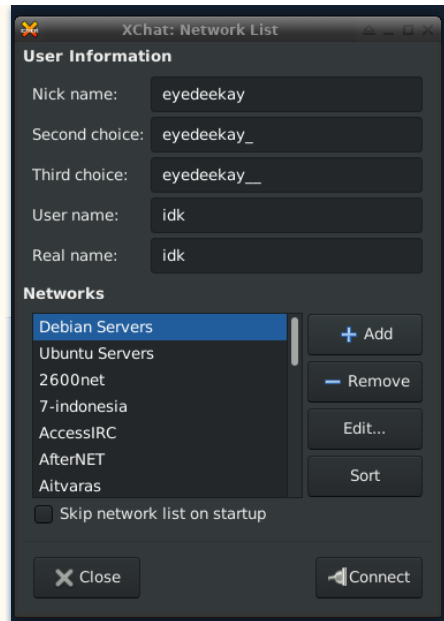 XChat: Network List
User Information
Nick name: eyedeekay
Second choice: eyedeekay_
Third choice: eyedeekay__
User name: idk
Real name: idk
Networks
Debian Servers
Ubuntu Servers
2600net
7-indonesia
AccessIRC
AfterNET
Aitvaras
Add
Remove
Edit...
Sort
Skip network list on startup
Close
Connect